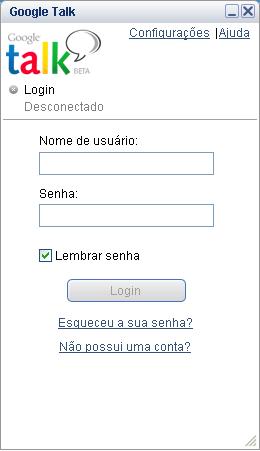 Google Talk
Configurações | Ajuda
Google
talk
BETA
Login
Desconectado
Nome de usuário:
Senha:
Lembrar senha
Login
Esqueceu a sua senha?
Não possui uma conta?